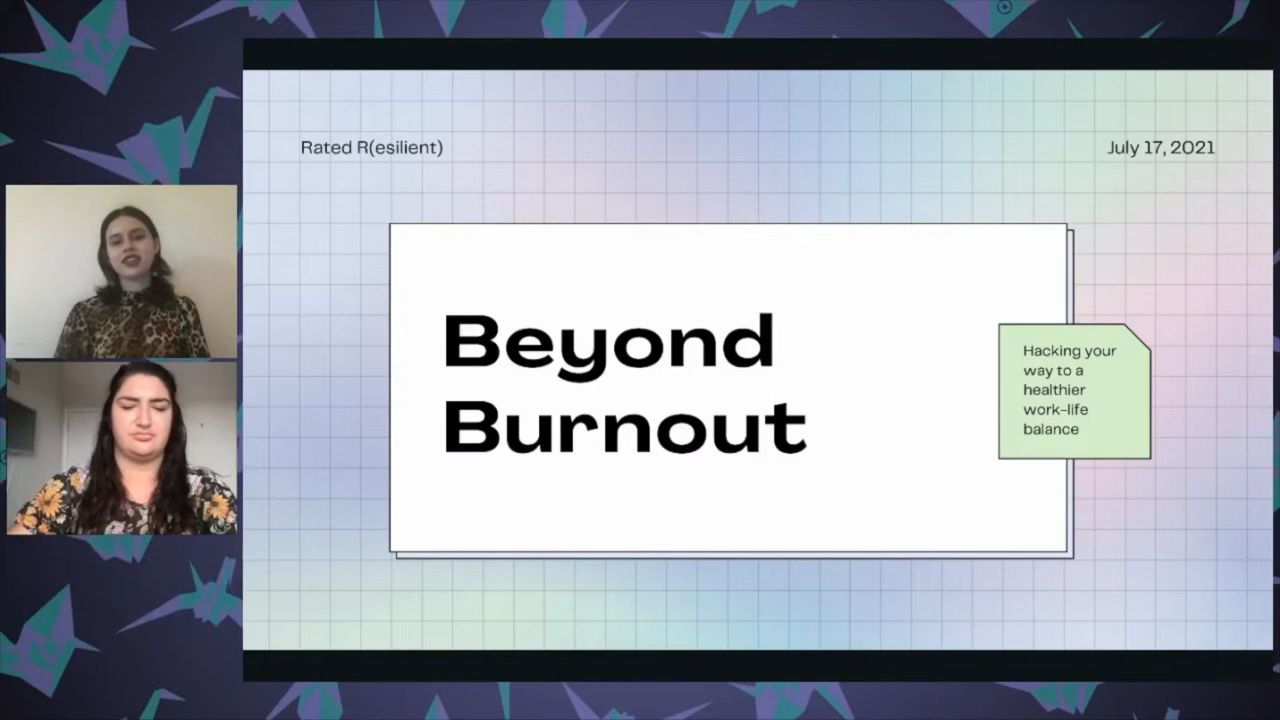 Rated R(esilient)
July 17, 2021
Beyond
Burnout
Hacking your
way to a
healthier
work-life
balance